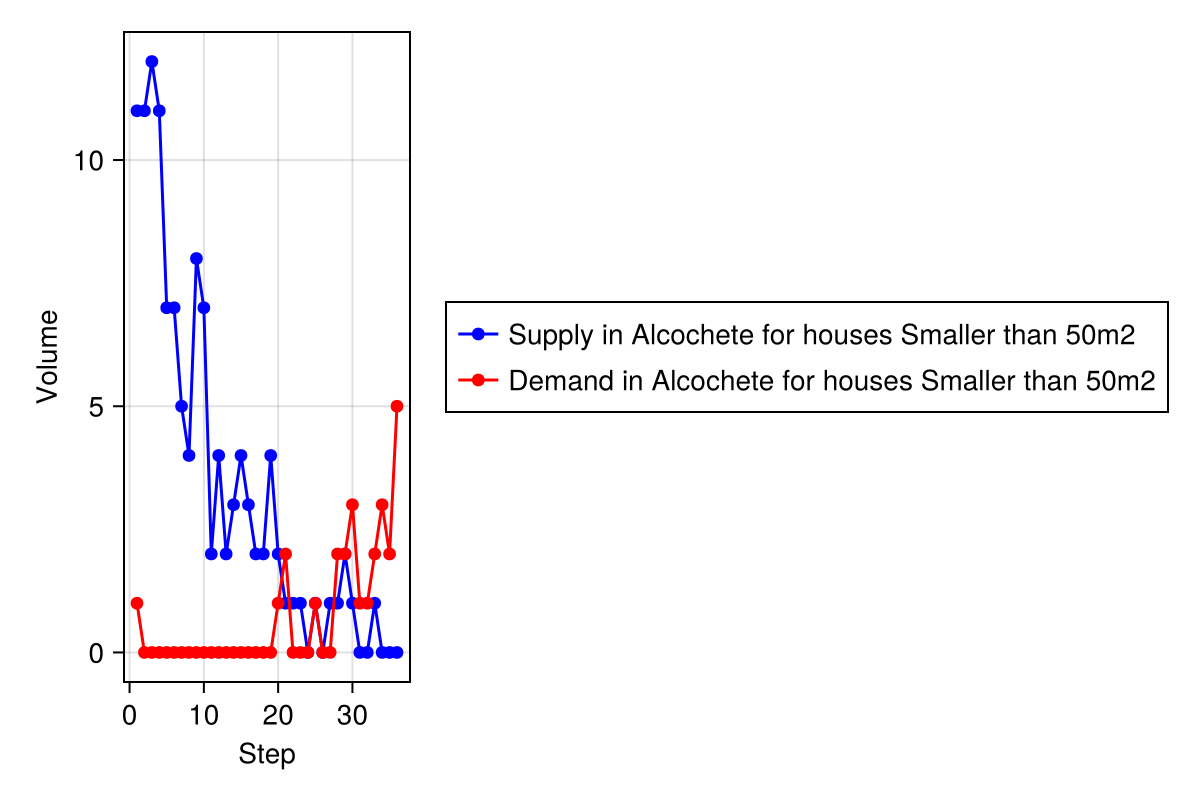 10
5
0
Volume
0 10 20 30
Step
Supply in Alcochete for houses Smaller than 50m2
Demand in Alcochete for houses Smaller than 50m2